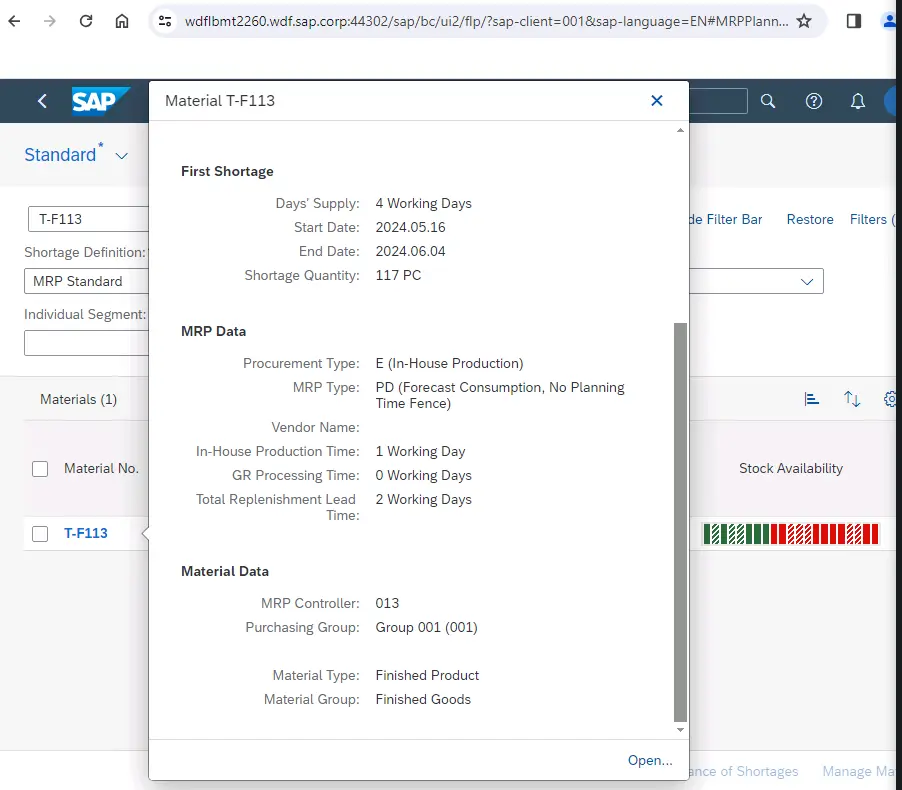 wdflbmt2260.wdf.sap.corp:44302/sap/bc/ui2/flp/?sap-client=001&sap-language=EN#MRPPlann...
SAP
Material T-F113
Standard*
First Shortage
Days' Supply: 4 Working Days
Start Date: 2024.05.16
End Date: 2024.06.04
Shortage Quantity: 117 PC
T-F113
Shortage Definition:
MRP Standard
Individual Segment:
de Filter Bar Restore Filters (
MRP Data
Procurement Type: E (In-House Production)
MRP Type: PD (Forecast Consumption, No Planning
Time Fence)
Vendor Name:
In-House Production Time: 1 Working Day
GR Processing Time: 0 Working Days
Total Replenishment Lead
Time:
2 Working Days
Materials (1)
Material No.
Stock Availability
T-F113
Material Data
MRP Controller: 013
Purchasing Group: Group 001 (001)
Material Type: Finished Product
Material Group: Finished Goods
Open...
ance of Shortages Manage Ma